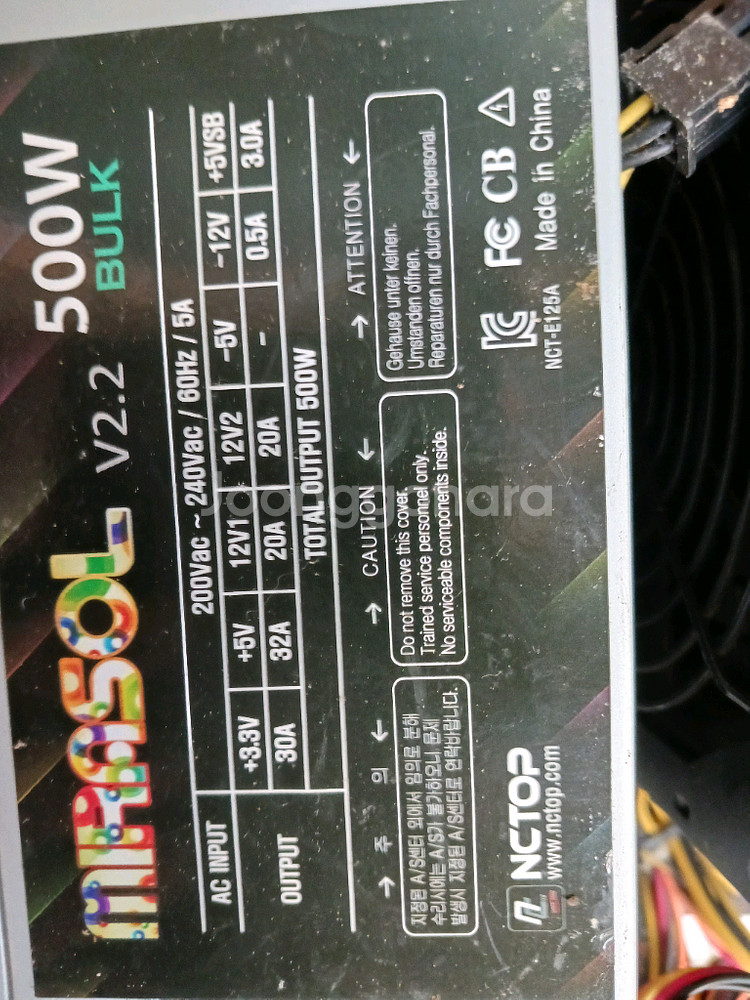 MIRASOL V2.2 500W
BULK
AC INPUT 200Vac ~ 240Vac / 60Hz / 5A
OUTPUT +3.3V +5V 12V1 12V2 -5V -12V +5VSB
30A 32A 20A 20A - 0.5A 3.0A
TOTAL OUTPUT 500W
→ 주 의 ←
지정된 A/S센터 외에서 임의로 분해
수리시에는 A/S가 불가하오니 문제
발생시 지정된 A/S센터로 연락바랍니다.
→ CAUTION ←
Do not remove this cover.
Trained service personnel only.
No serviceable components inside.
→ ATTENTION ←
Gehause unter keinen.
Umstanden offnen.
Reparaturen nur durch Fachpersonal.
NCTOP
www.nctop.com
KC FC CB
NCT-E125A
Made in China
Joonggonara